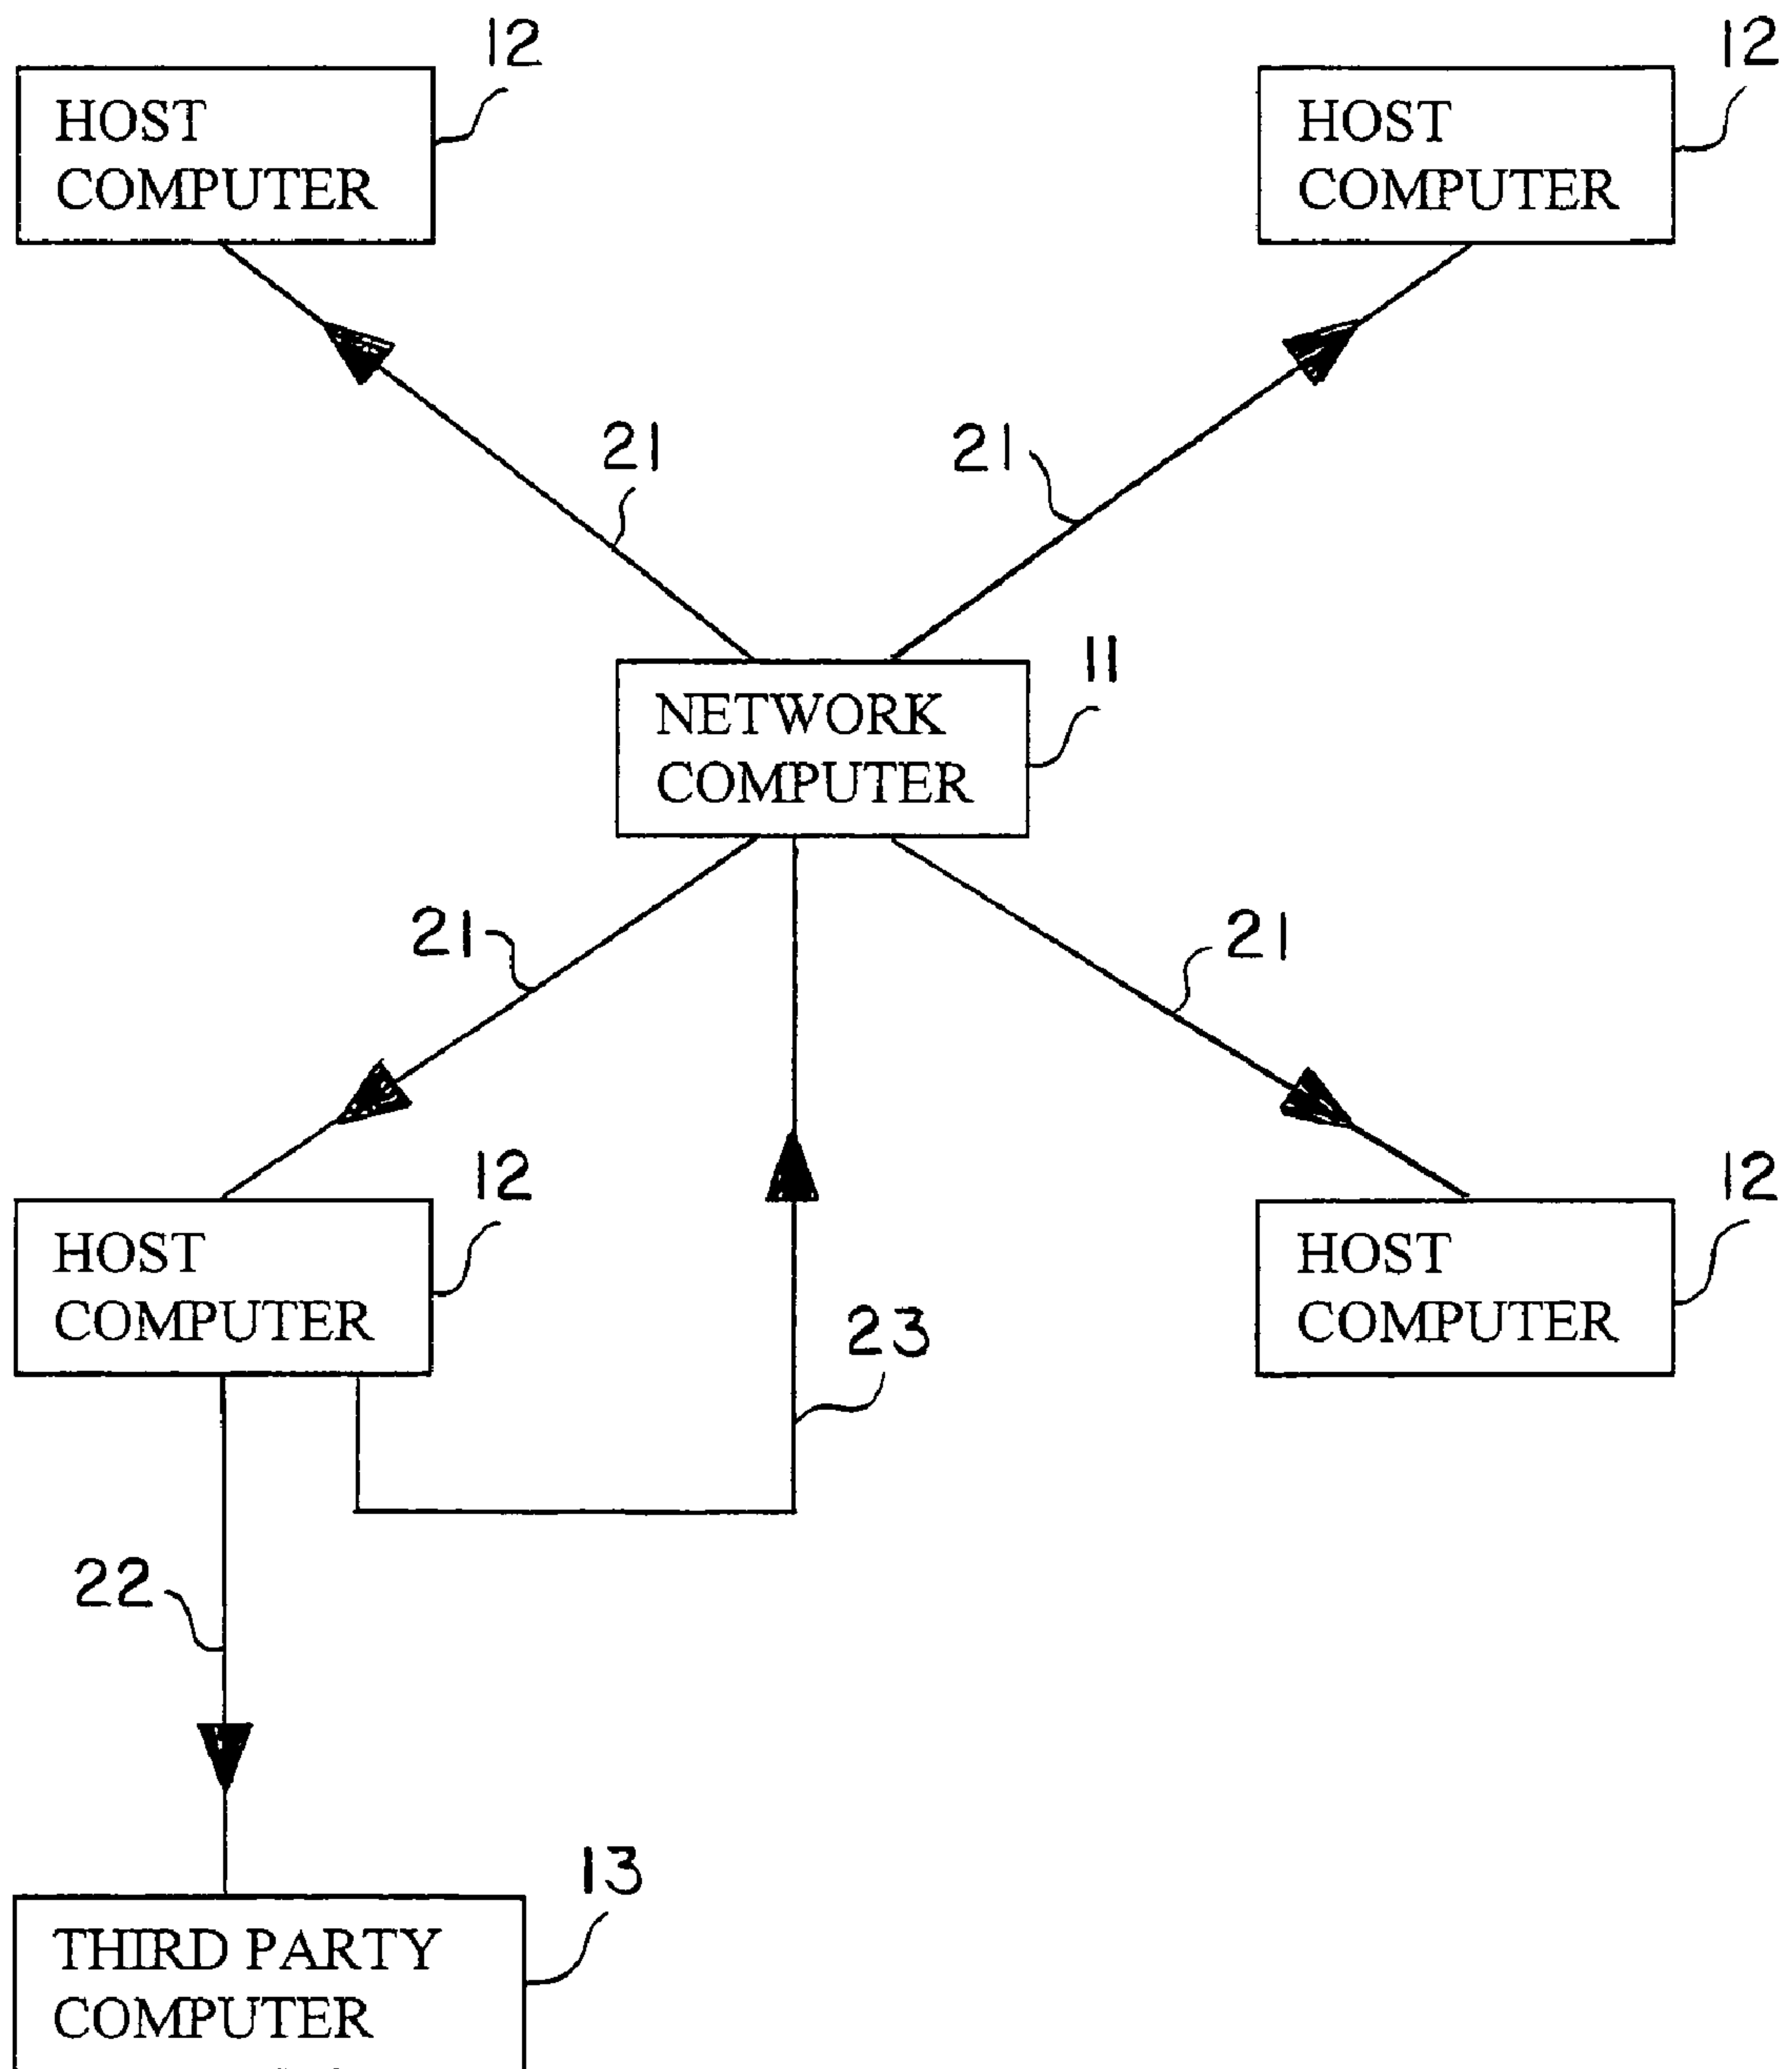 12
12
HOST
COMPUTER
HOST
COMPUTER
21
21
11
NETWORK
COMPUTER
21
21
12
12
HOST
COMPUTER
HOST
COMPUTER
23
22
13
THIRD PARTY
COMPUTER